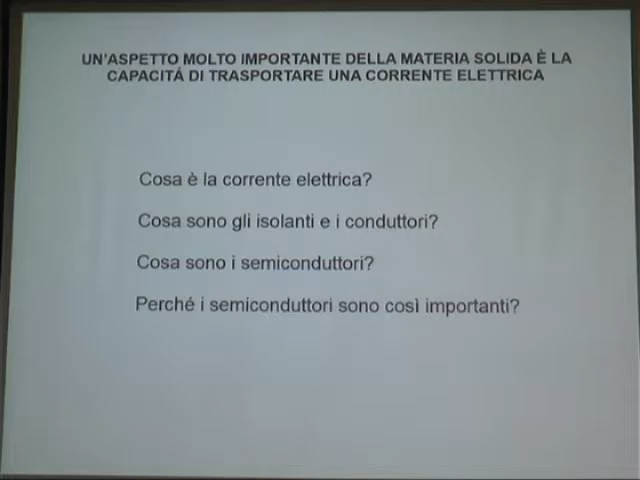 UN'ASPETTO MOLTO IMPORTANTE DELLA MATERIA SOLIDA È LA
CAPACITÁ DI TRASPORTARE UNA CORRENTE ELETTRICA
Cosa è la corrente elettrica?
Cosa sono gli isolanti e i conduttori?
Cosa sono i semiconduttori?
Perché i semiconduttori sono così importanti?